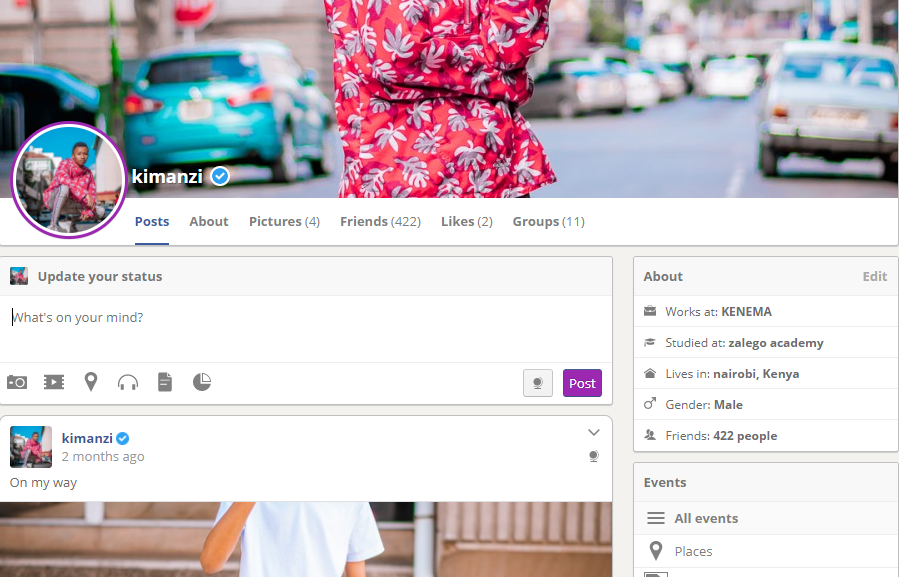 kimanzi
Posts About Pictures (4) Friends (422) Likes (2) Groups (11)
Update your status
What's on your mind?
Post
kimanzi
2 months ago
On my way
About Edit
Works at: KENEMA
Studied at: zalego academy
Lives in: nairobi, Kenya
Gender: Male
Friends: 422 people
Events
All events
Places